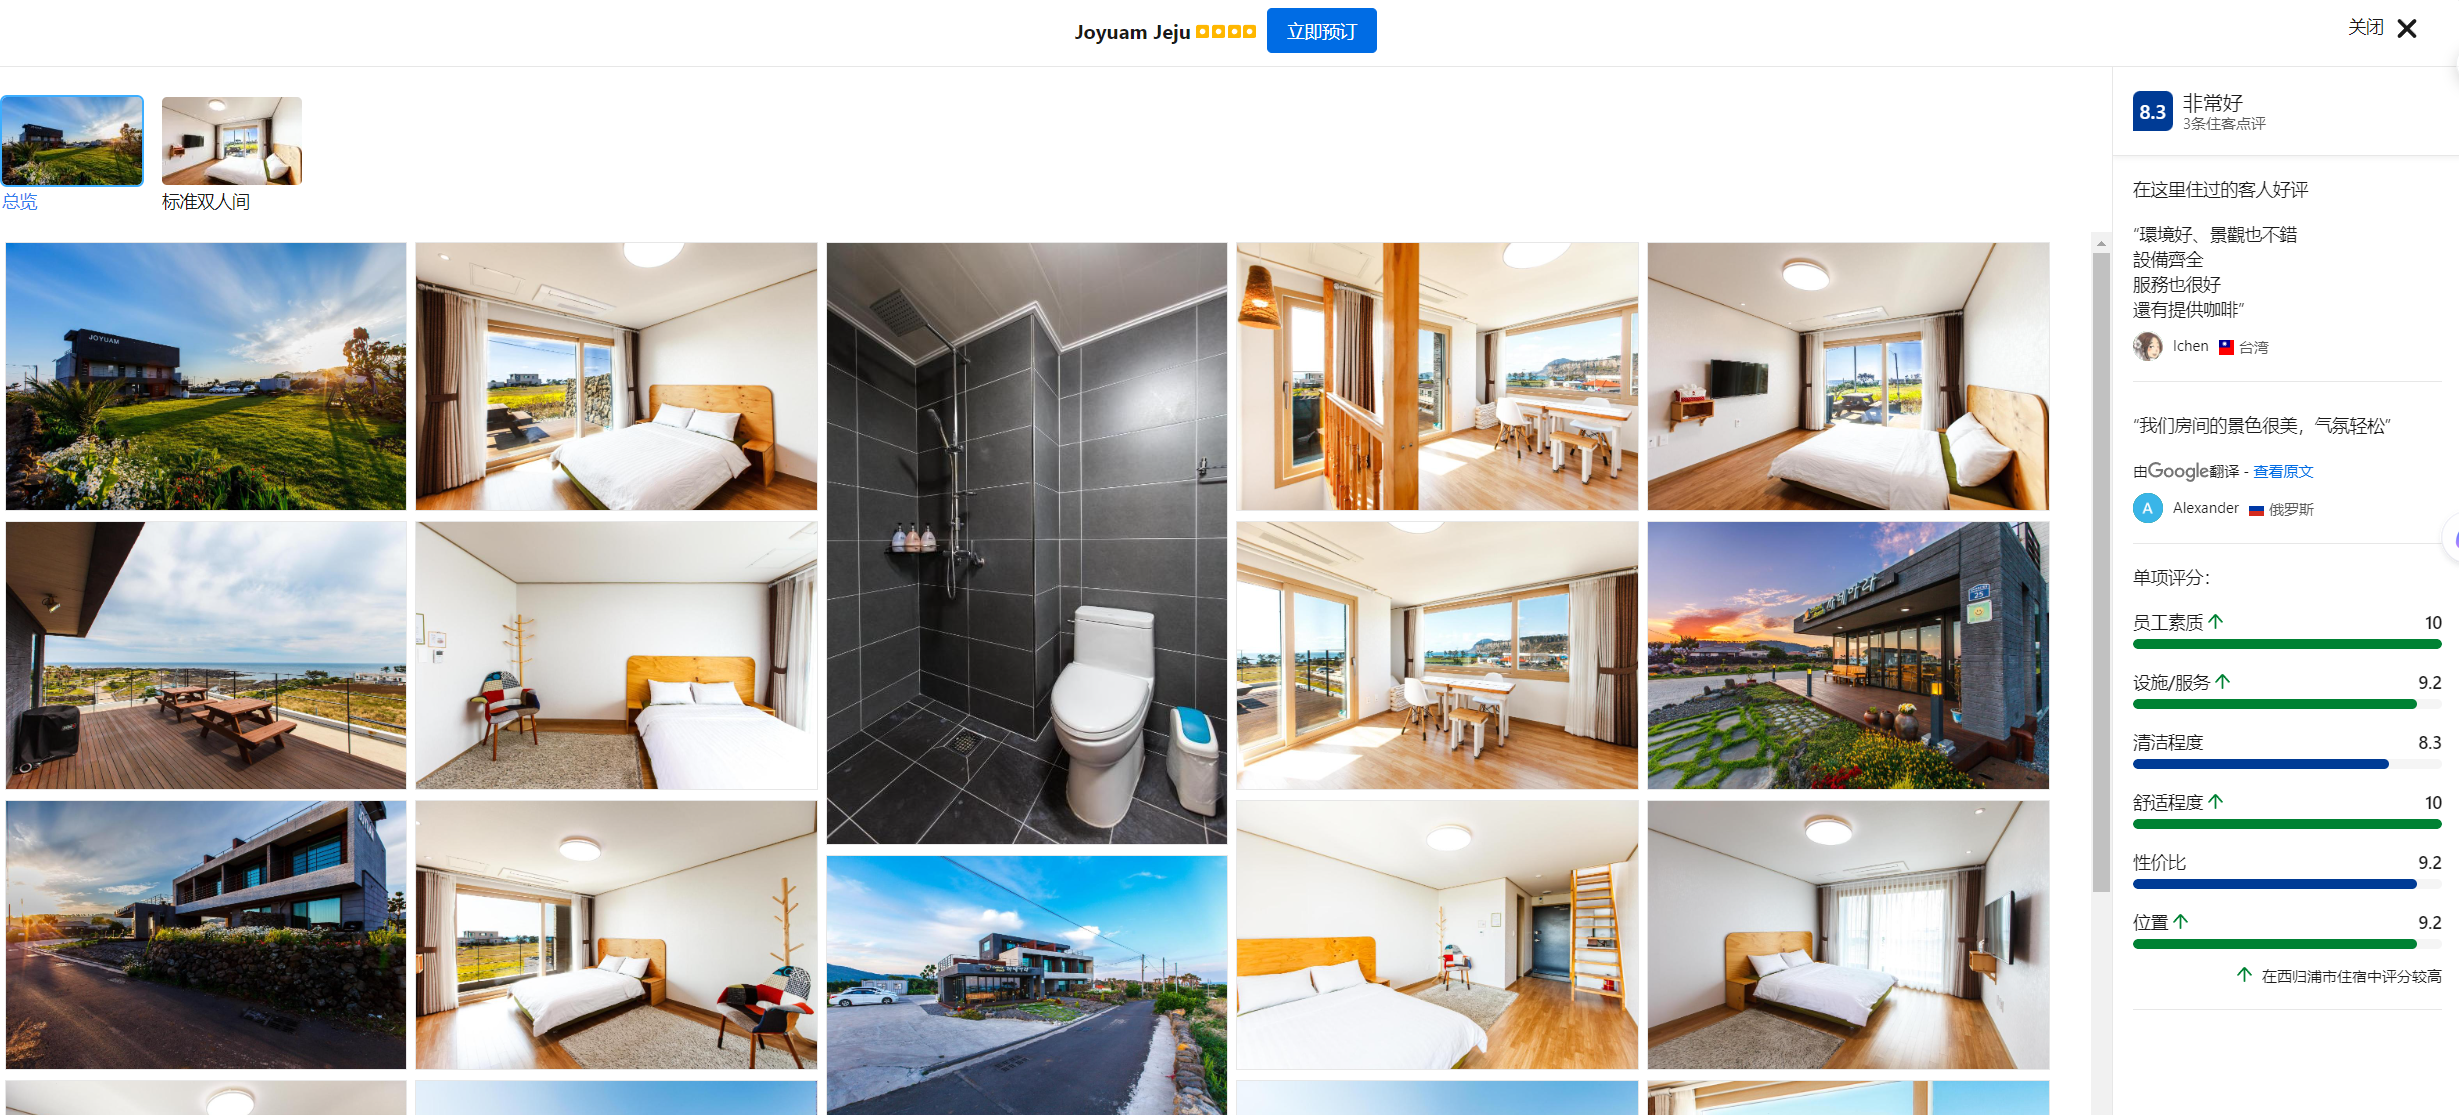 Joyuam Jeju
立即预订
关闭
总览
标准双人间
JOYUAM
25
8.3
非常好
3条住客点评
在这里住过的客人好评
“環境好、景觀也不錯
設備齊全
服務也很好
還有提供咖啡”
Ichen 台湾
“我们房间的景色很美，气氛轻松”
由Google翻译 - 查看原文
A Alexander 俄罗斯
单项评分：
员工素质 10
设施/服务 9.2
清洁程度 8.3
舒适程度 10
性价比 9.2
位置 9.2
在西归浦市住宿中评分较高